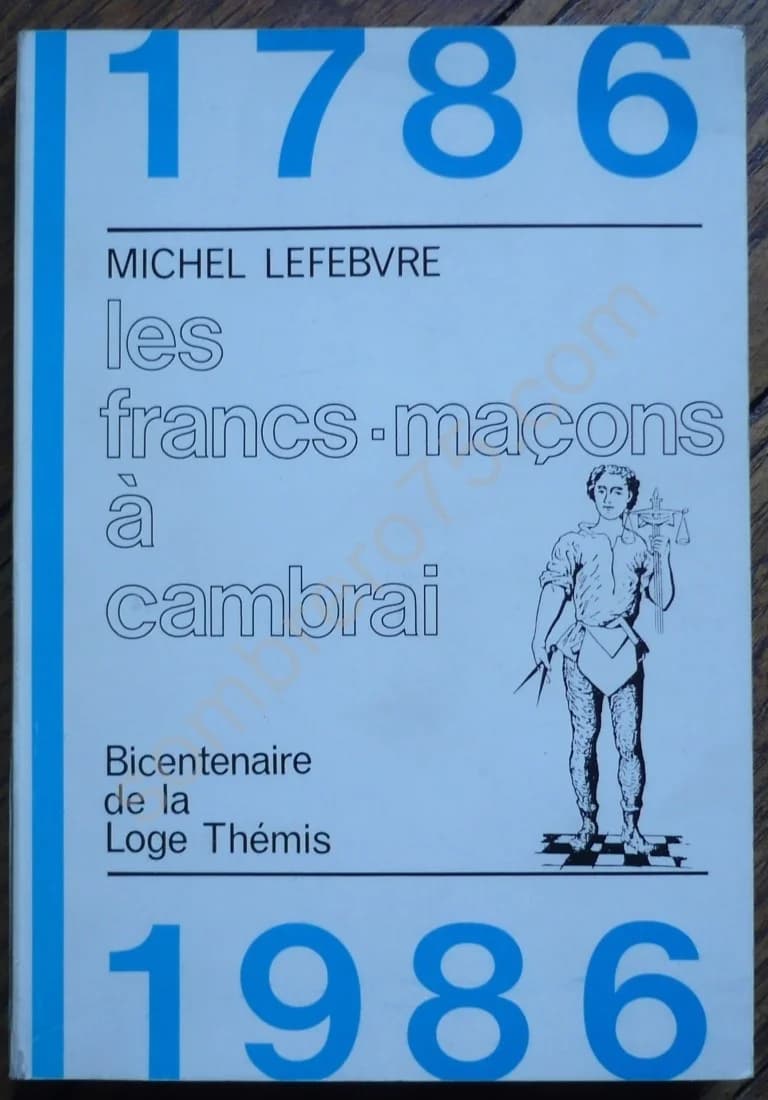 1786
MICHEL LEFEBVRE
les
francs-maçons
à
cambrai
Bicentenaire
de la
Loge Thémis
1986